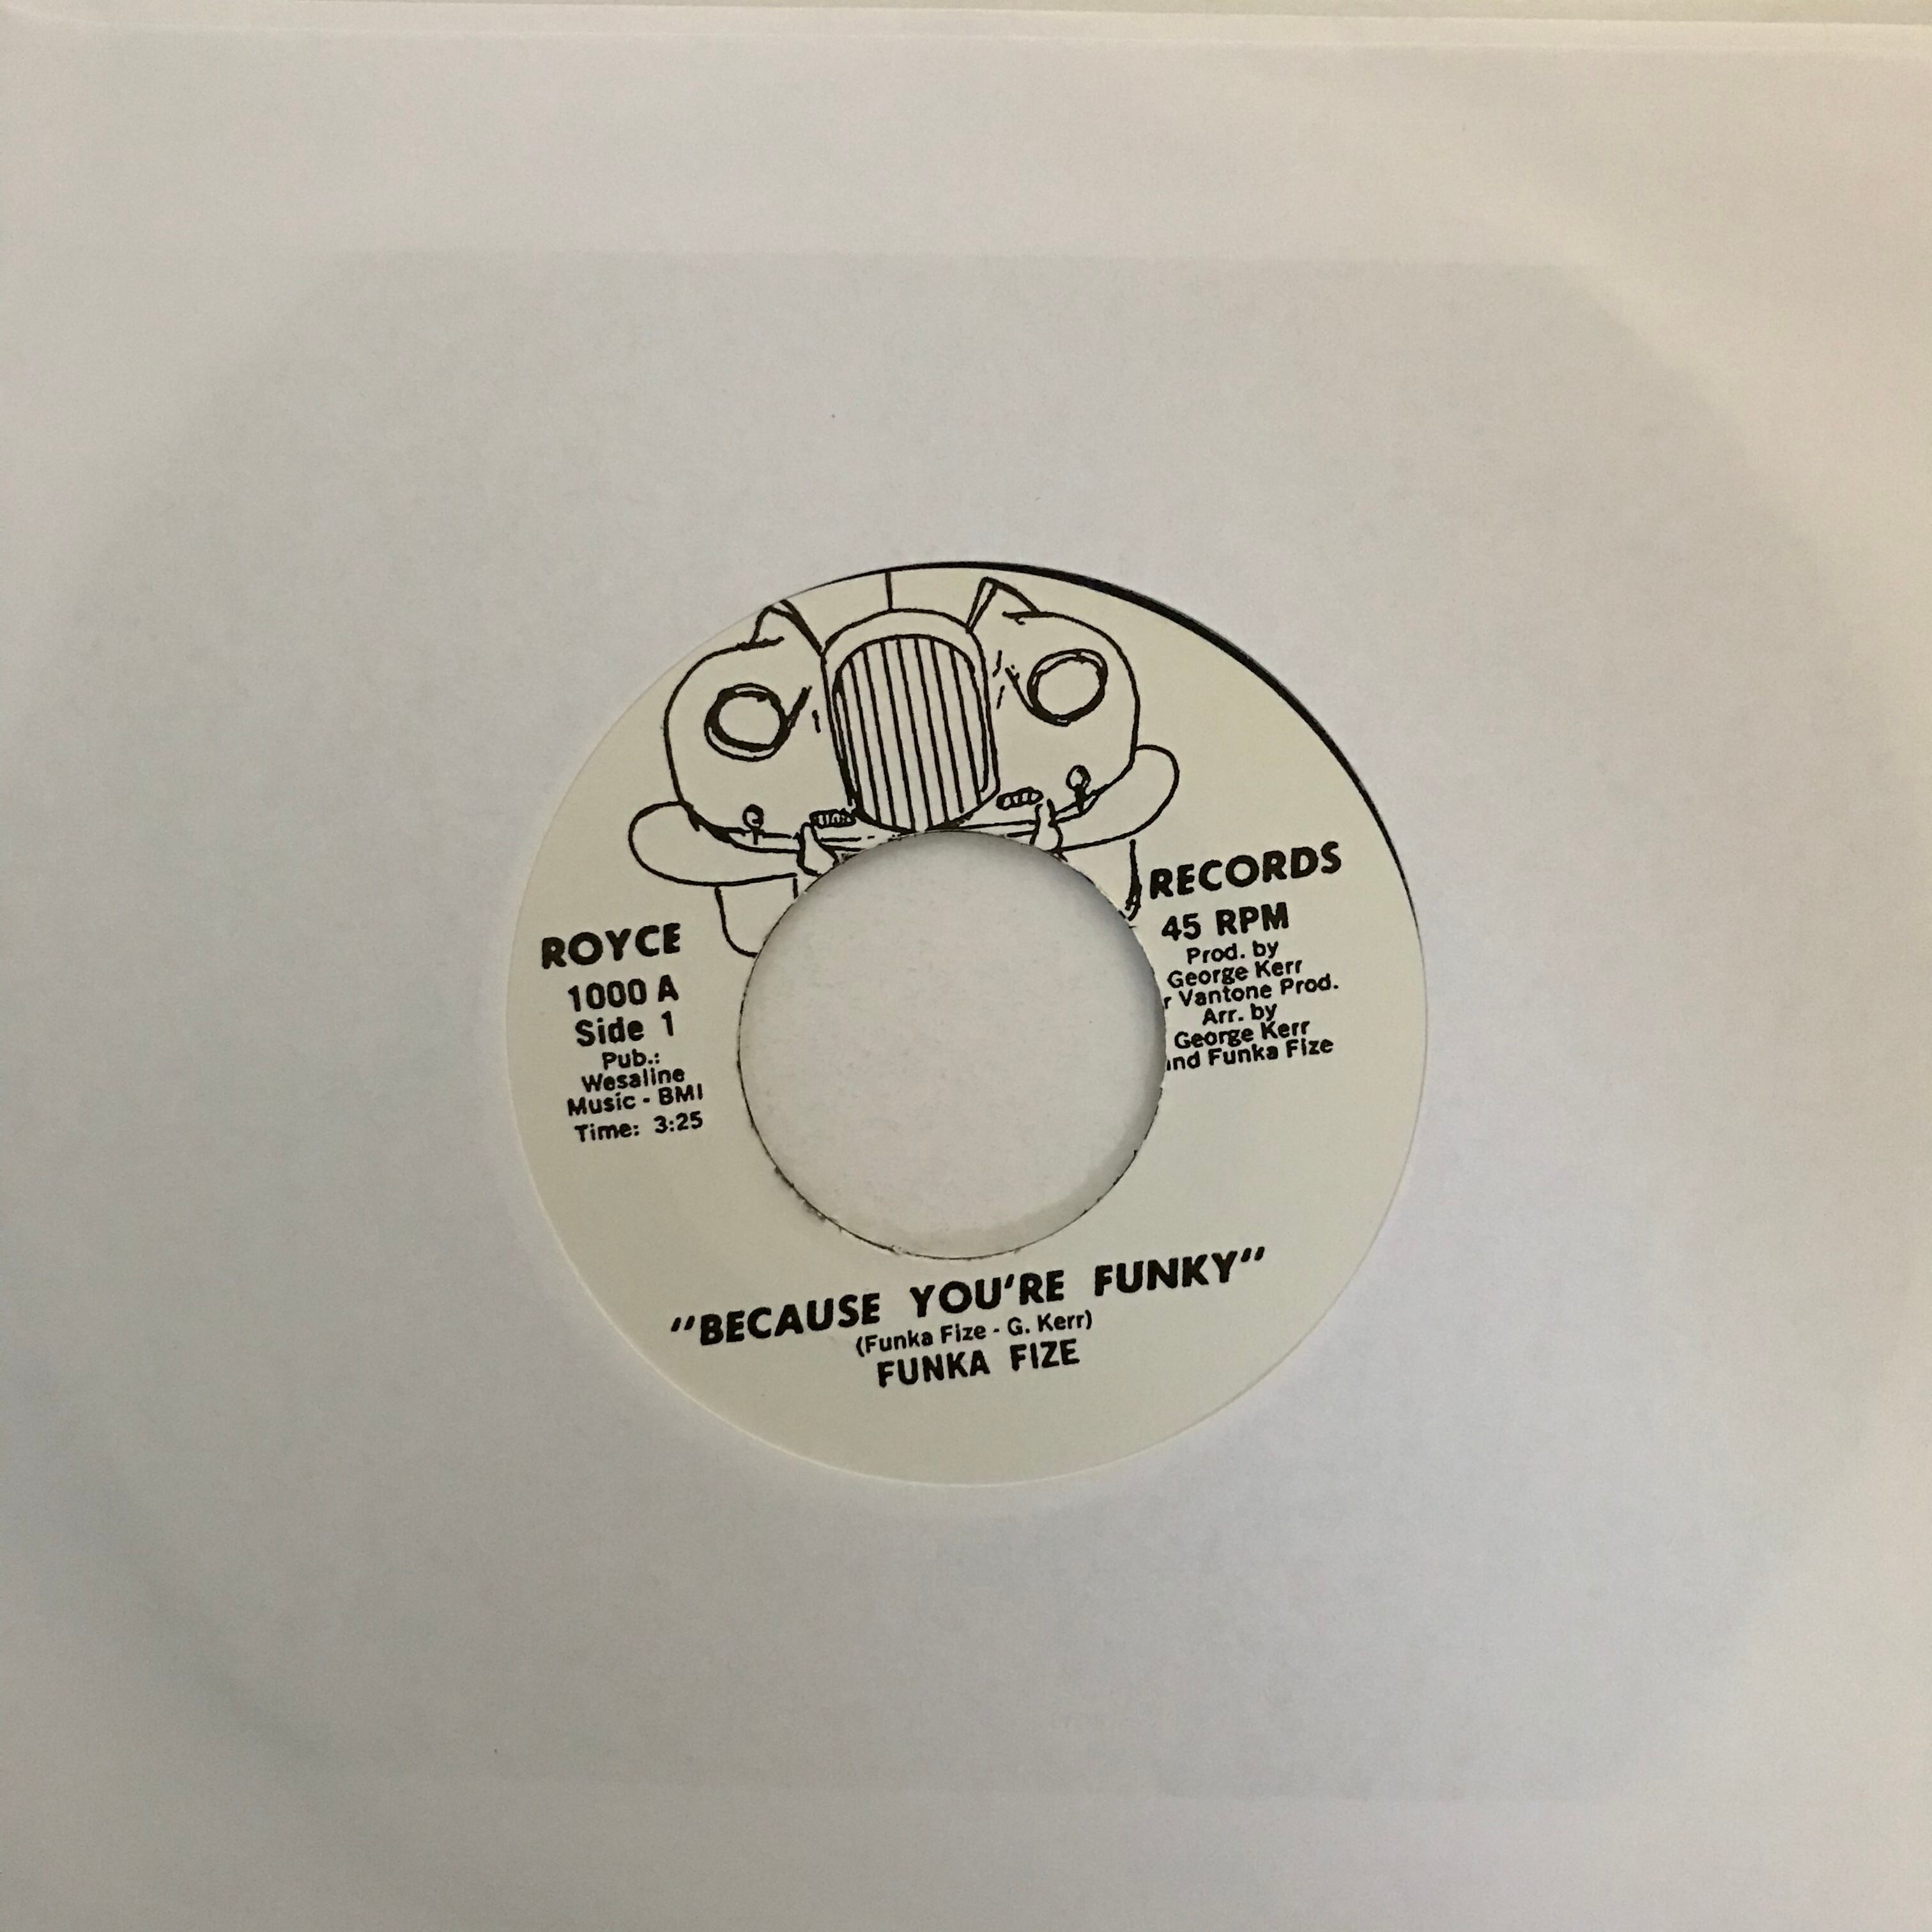 ROYCE
1000 A
Side 1
Pub.:
Wesaline
Music - BMI
Time: 3:25
RECORDS
45 RPM
Prod. by
George Kerr
r Vantone Prod.
Arr. by
George Kerr
nd Funka Fize
"BECAUSE YOU'RE FUNKY"
(Funka Fize - G. Kerr)
FUNKA FIZE